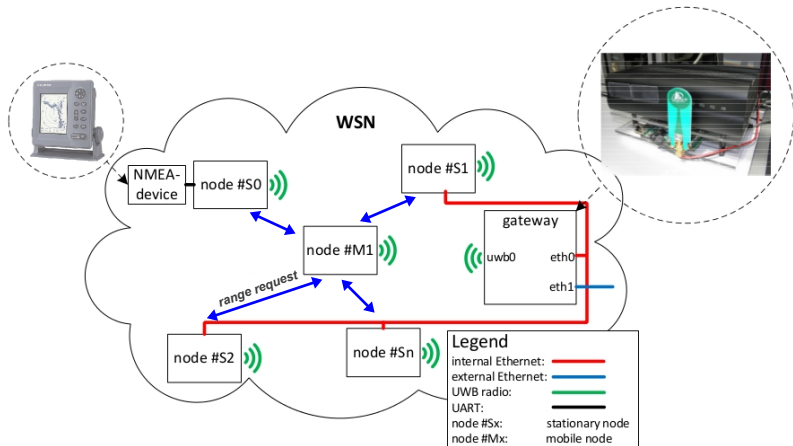 WSN
NMEA-
device
node #S0
node #S1
gateway
node #M1
uwb0
eth0
eth1
range request
node #S2
node #Sn
Legend
internal Ethernet:
external Ethernet:
UWB radio:
UART:
node #Sx: stationary node
node #Mx: mobile node